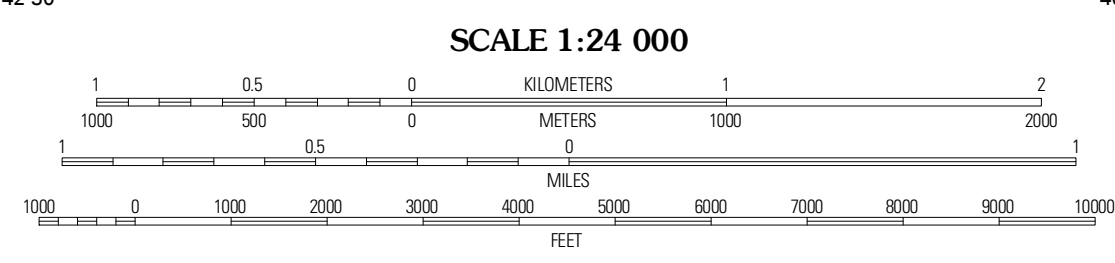 SCALE 1:24 000
1 0.5 0 KILOMETERS 1 2
1000 500 0 METERS 1000 2000
1 0.5 0 1
MILES
1000 0 1000 2000 3000 4000 5000 6000 7000 8000 9000 10000
FEET